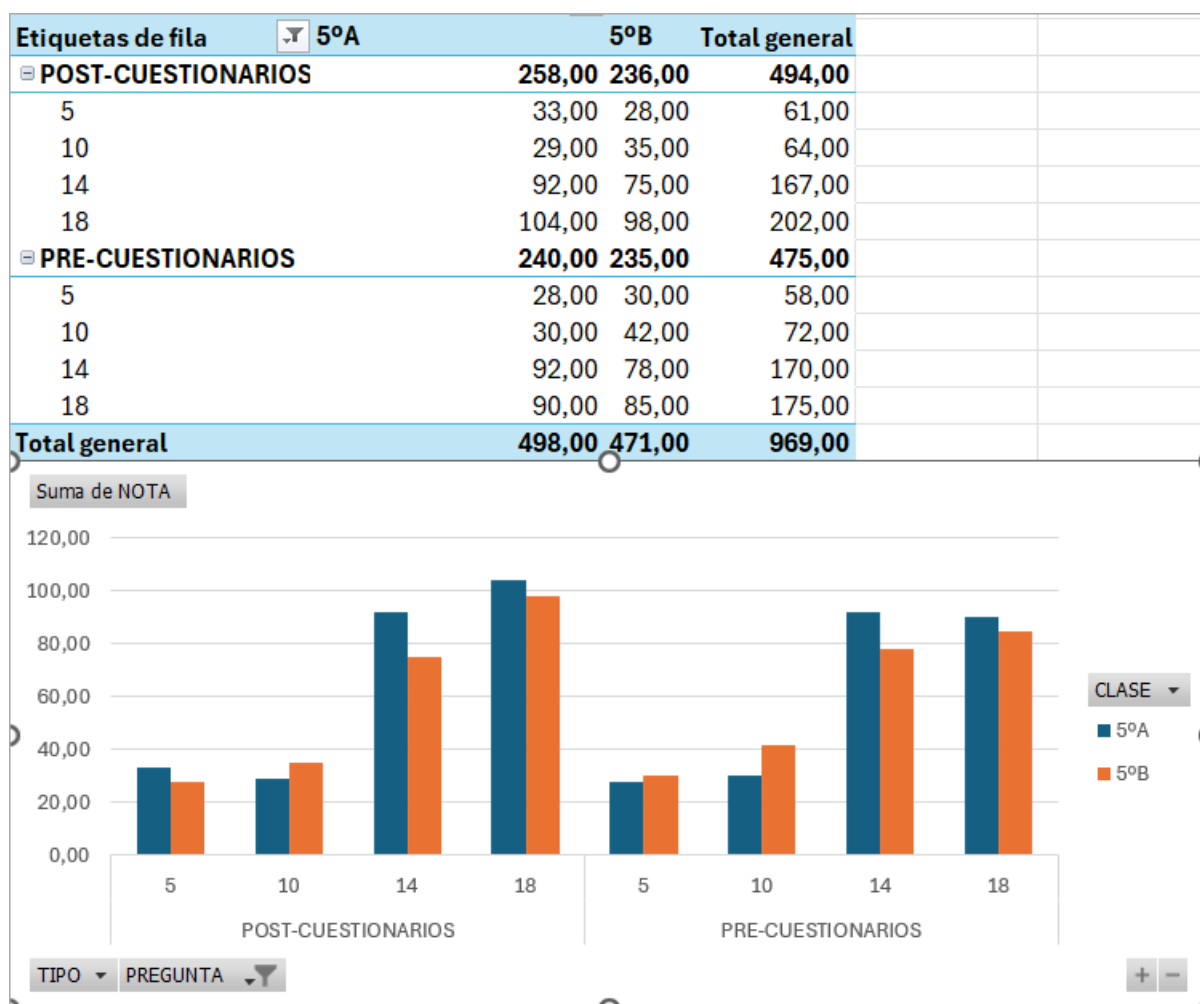 Etiquetas de fila 5ºA 5ºB Total general
POST-CUESTIONARIOS 258,00 236,00 494,00
5 33,00 28,00 61,00
10 29,00 35,00 64,00
14 92,00 75,00 167,00
18 104,00 98,00 202,00
PRE-CUESTIONARIOS 240,00 235,00 475,00
5 28,00 30,00 58,00
10 30,00 42,00 72,00
14 92,00 78,00 170,00
18 90,00 85,00 175,00
Total general 498,00 471,00 969,00
Suma de NOTA
120,00
100,00
80,00
60,00
40,00
20,00
0,00
5 10 14 18 5 10 14 18
POST-CUESTIONARIOS PRE-CUESTIONARIOS
CLASE
5ºA
5ºB
TIPO PREGUNTA